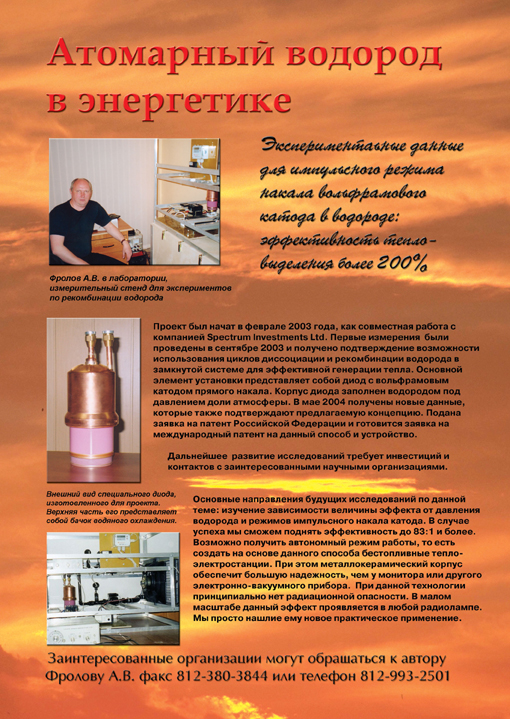 Атомарный водород
в энергетике
Экспериментальные данные
для импульсного режима
накала вольфрамового
катода в водороде:
эффективность тепло-
выделения более 200%
Фролов А.В. в лаборатории,
измерительный стенд для экспериментов
по рекомбинации водорода
Проект был начат в феврале 2003 года, как совместная работа с
компанией Spectrum Investments Ltd. Первые измерения были
проведены в сентябре 2003 и получено подтверждение возможности
использования циклов диссоциации и рекомбинации водорода в
замкнутой системе для эффективной генерации тепла. Основной
элемент установки представляет собой диод с вольфрамовым
катодом прямого накала. Корпус диода заполнен водородом под
давлением доли атмосферы. В мае 2004 получены новые данные,
которые также подтверждают предлагаемую концепцию. Подана
заявка на патент Российской Федерации и готовится заявка на
международный патент на данный способ и устройство.
Дальнейшее развитие исследований требует инвестиций и
контактов с заинтересованными научными организациями.
Внешний вид специального диода,
изготовленного для проекта.
Верхняя часть его представляет
собой бачок водяного охлаждения.
Основные направления будущих исследований по данной
теме: изучение зависимости величины эффекта от давления
водорода и режимов импульсного накала катода. В случае
успеха мы сможем поднять эффективность до 83:1 и более.
Возможно получить автономный режим работы, то есть
создать на основе данного способа бестопливные тепло-
электростанции. При этом металлокерамический корпус
обеспечит большую надежность, чем у монитора или другого
электронно-вакуумного прибора. При данной технологии
принципиально нет радиационной опасности. В малом
масштабе данный эффект проявляется в любой радиолампе.
Мы просто нашлие ему новое практическое применение.
Заинтересованные организации могут обращаться к автору
Фролову А.В. факс 812-380-3844 или телефон 812-993-2501